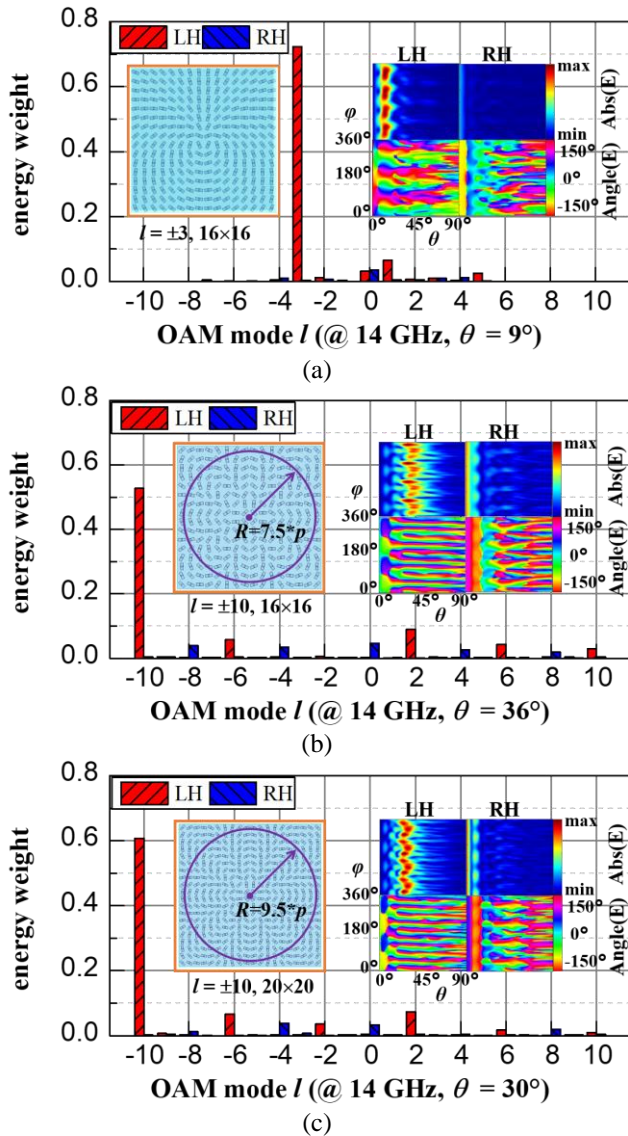 LH RH
energy weight
0.8
0.6
0.4
0.2
0.0
l = ±3, 16×16
LH RH
φ
360°
180°
0°
0° 45° 90°
θ
max
min
150°
0°
-150°
Abs(E)
Angle(E)
-10 -8 -6 -4 -2 0 2 4 6 8 10
OAM mode l (@ 14 GHz, θ = 9°)
(a)
LH RH
energy weight
0.8
0.6
0.4
0.2
0.0
R=7.5*p
l = ±10, 16×16
LH RH
φ
360°
180°
0°
0° 45° 90°
θ
max
min
150°
0°
-150°
Abs(E)
Angle(E)
-10 -8 -6 -4 -2 0 2 4 6 8 10
OAM mode l (@ 14 GHz, θ = 36°)
(b)
LH RH
energy weight
0.8
0.6
0.4
0.2
0.0
R=9.5*p
l = ±10, 20×20
LH RH
φ
360°
180°
0°
0° 45° 90°
θ
max
min
150°
0°
-150°
Abs(E)
Angle(E)
-10 -8 -6 -4 -2 0 2 4 6 8 10
OAM mode l (@ 14 GHz, θ = 30°)
(c)